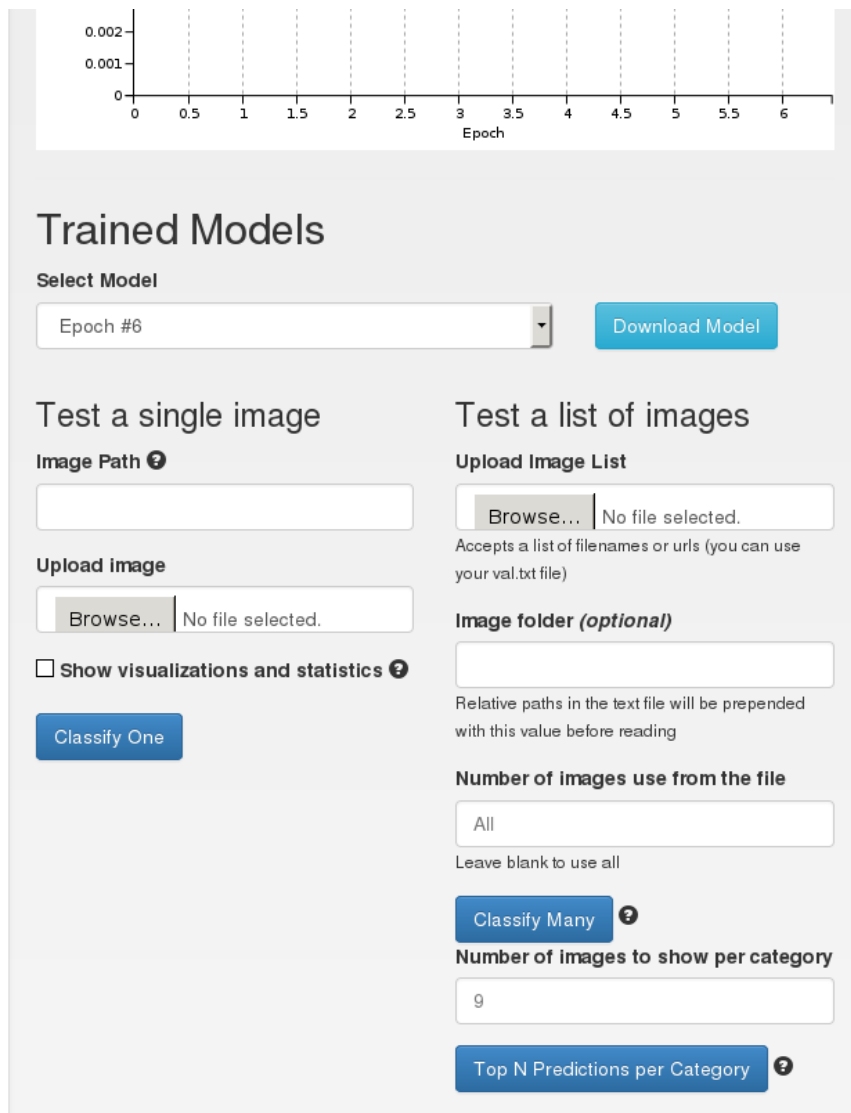 0.002
0.001
0
0 0.5 1 1.5 2 2.5 3 3.5 4 4.5 5 5.5 6
Epoch
Trained Models
Select Model
Epoch #6
Download Model
Test a single image
Image Path ?
Upload image
Browse... No file selected.
Show visualizations and statistics ?
Classify One
Test a list of images
Upload Image List
Browse... No file selected.
Accepts a list of filenames or urls (you can use
your val.txt file)
Image folder (optional)
Relative paths in the text file will be prepended
with this value before reading
Number of images use from the file
All
Leave blank to use all
Classify Many ?
Number of images to show per category
9
Top N Predictions per Category ?